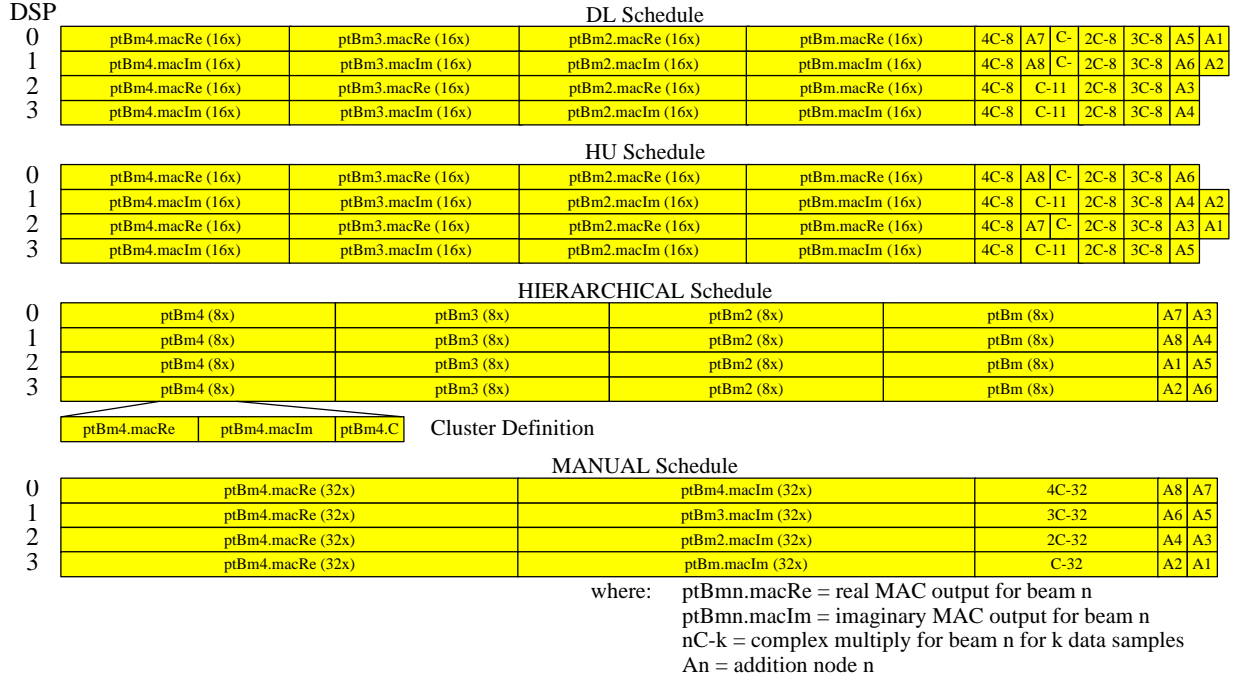 DSP
DL Schedule
0 ptBm4.macRe (16x) ptBm3.macRe (16x) ptBm2.macRe (16x) ptBm.macRe (16x) 4C-8 A7 C- 2C-8 3C-8 A5 A1
1 ptBm4.macIm (16x) ptBm3.macIm (16x) ptBm2.macIm (16x) ptBm.macIm (16x) 4C-8 A8 C- 2C-8 3C-8 A6 A2
2 ptBm4.macRe (16x) ptBm3.macRe (16x) ptBm2.macRe (16x) ptBm.macRe (16x) 4C-8 C-11 2C-8 3C-8 A3
3 ptBm4.macIm (16x) ptBm3.macIm (16x) ptBm2.macIm (16x) ptBm.macIm (16x) 4C-8 C-11 2C-8 3C-8 A4
HU Schedule
0 ptBm4.macRe (16x) ptBm3.macRe (16x) ptBm2.macRe (16x) ptBm.macRe (16x) 4C-8 A8 C- 2C-8 3C-8 A6
1 ptBm4.macIm (16x) ptBm3.macIm (16x) ptBm2.macIm (16x) ptBm.macIm (16x) 4C-8 C-11 2C-8 3C-8 A4 A2
2 ptBm4.macRe (16x) ptBm3.macRe (16x) ptBm2.macRe (16x) ptBm.macRe (16x) 4C-8 A7 C- 2C-8 3C-8 A3 A1
3 ptBm4.macIm (16x) ptBm3.macIm (16x) ptBm2.macIm (16x) ptBm.macIm (16x) 4C-8 C-11 2C-8 3C-8 A5
HIERARCHICAL Schedule
0 ptBm4 (8x) ptBm3 (8x) ptBm2 (8x) ptBm (8x) A7 A3
1 ptBm4 (8x) ptBm3 (8x) ptBm2 (8x) ptBm (8x) A8 A4
2 ptBm4 (8x) ptBm3 (8x) ptBm2 (8x) ptBm (8x) A1 A5
3 ptBm4 (8x) ptBm3 (8x) ptBm2 (8x) ptBm (8x) A2 A6
ptBm4.macRe ptBm4.macIm ptBm4.C Cluster Definition
MANUAL Schedule
0 ptBm4.macRe (32x) ptBm4.macIm (32x) 4C-32 A8 A7
1 ptBm4.macRe (32x) ptBm3.macIm (32x) 3C-32 A6 A5
2 ptBm4.macRe (32x) ptBm2.macIm (32x) 2C-32 A4 A3
3 ptBm4.macRe (32x) ptBm.macIm (32x) C-32 A2 A1
where: ptBmn.macRe = real MAC output for beam n
ptBmn.macIm = imaginary MAC output for beam n
nC-k = complex multiply for beam n for k data samples
An = addition node n